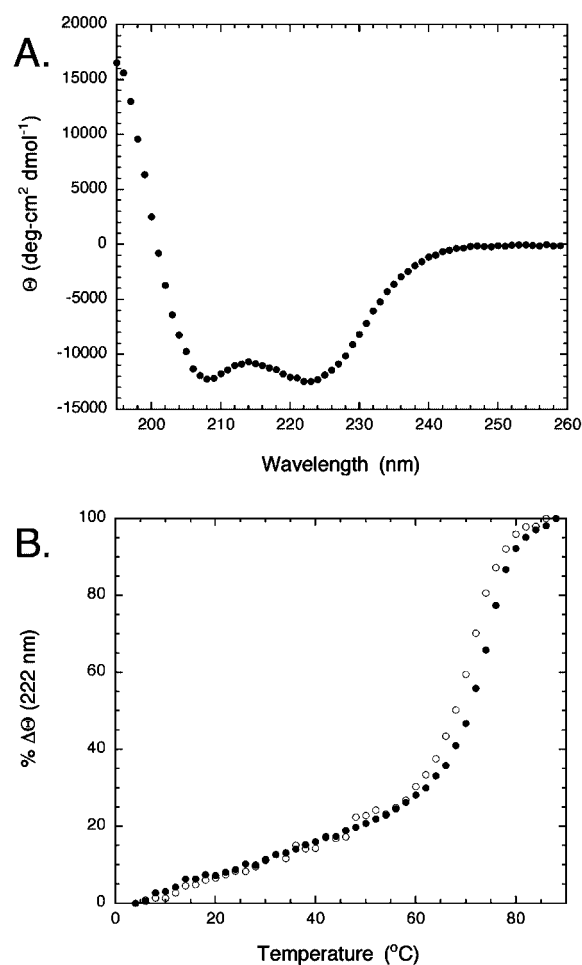 A.
20000
15000
10000
5000
0
-5000
-10000
-15000
Θ (deg-cm² dmol⁻¹)
200 210 220 230 240 250 260
Wavelength (nm)
B.
100
80
60
40
20
0
% ΔΘ (222 nm)
0 20 40 60 80
Temperature (°C)